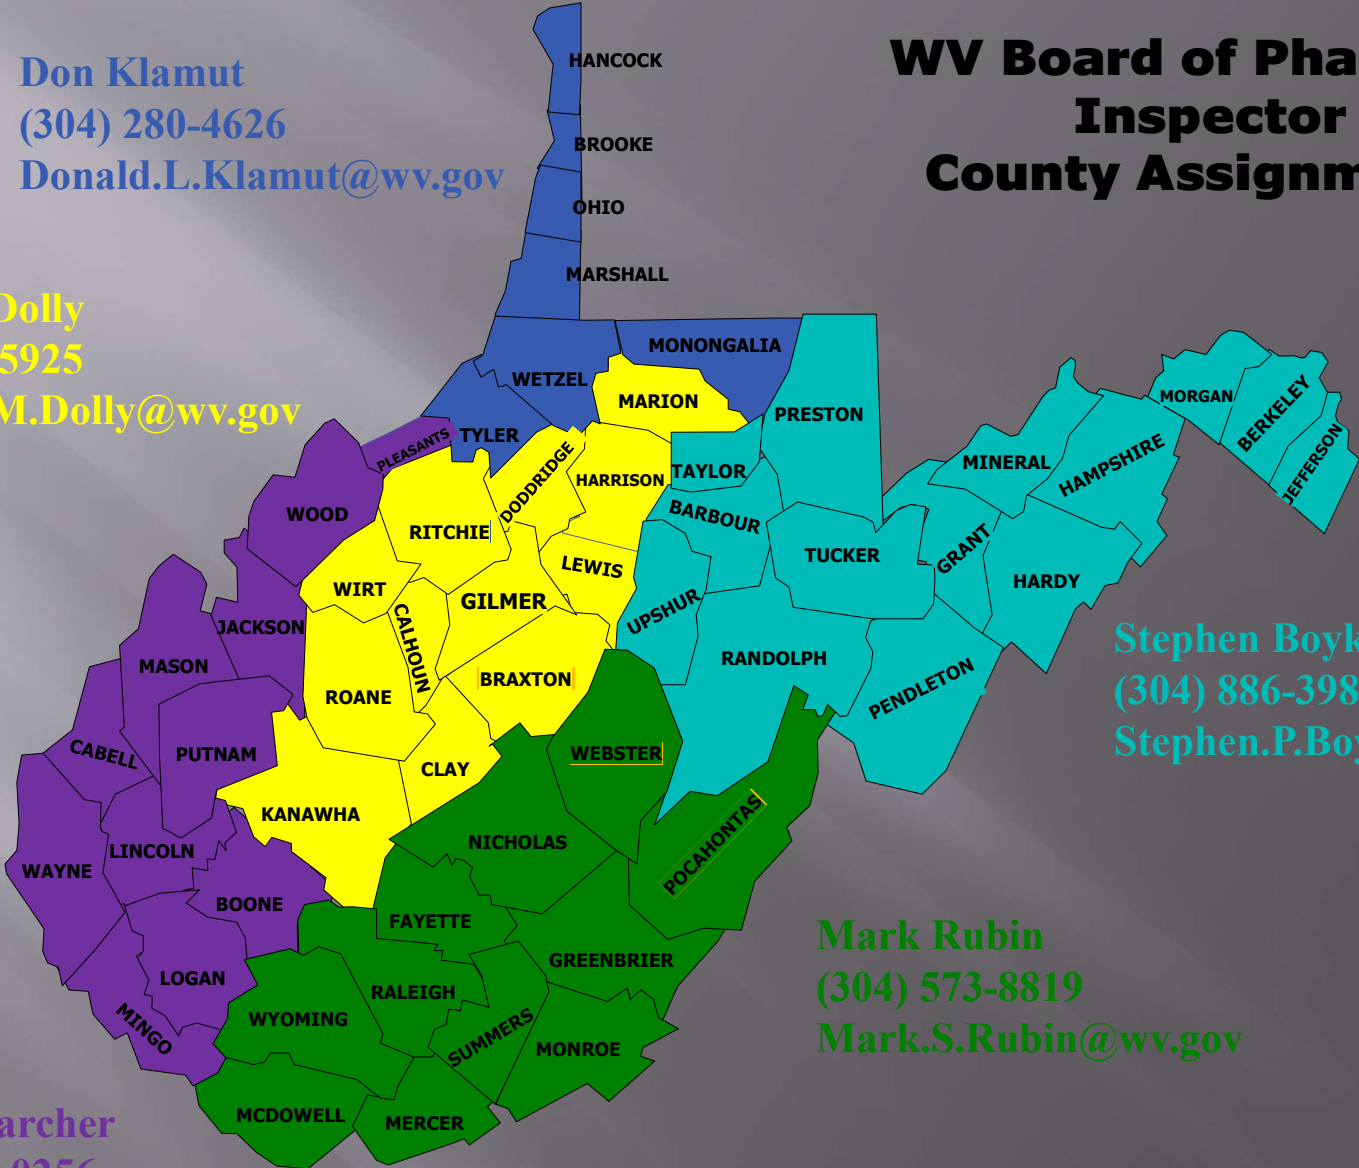 WV Board of Pha
Inspector
County Assignm
Don Klamut
(304) 280-4626
Donald.L.Klamut@wv.gov
Dolly
5925
M.Dolly@wv.gov
HANCOCK
BROOKE
OHIO
MARSHALL
MONONGALIA
WETZEL
MARION
PRESTON
TYLER
PLEASANTS
DODDRIDGE
HARRISON
TAYLOR
BARBOUR
MINERAL
HAMPSHIRE
MORGAN
BERKELEY
JEFFERSON
WOOD
RITCHIE
LEWIS
TUCKER
GRANT
HARDY
WIRT
CALHOUN
GILMER
UPSHUR
JACKSON
MASON
ROANE
BRAXTON
RANDOLPH
PENDLETON
Stephen Boyk
(304) 886-398
Stephen.P.Boy
CABELL
PUTNAM
CLAY
WEBSTER
KANAWHA
NICHOLAS
POCAHONTAS
WAYNE
LINCOLN
BOONE
FAYETTE
GREENBRIER
LOGAN
RALEIGH
MINGO
WYOMING
SUMMERS
MONROE
Mark Rubin
(304) 573-8819
Mark.S.Rubin@wv.gov
MCDOWELL
MERCER
archer